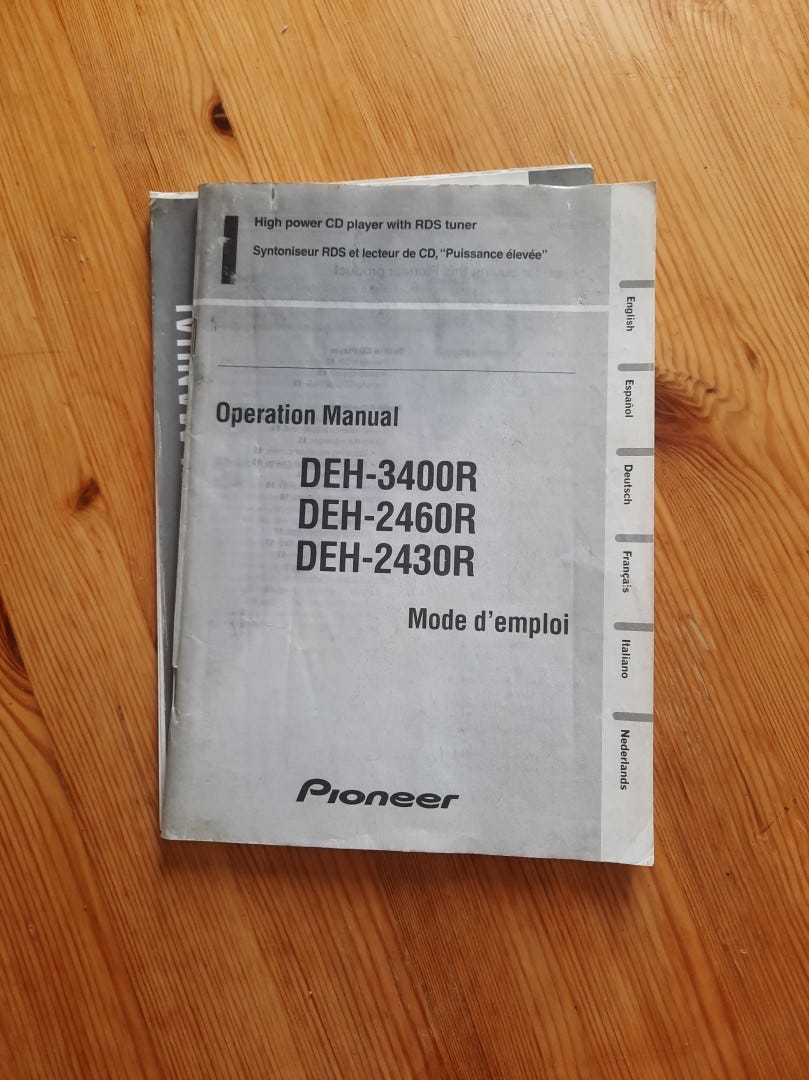 High power CD player with RDS tuner
Syntoniseur RDS et lecteur de CD, “Puissance élevée”
Operation Manual
DEH-3400R
DEH-2460R
DEH-2430R
Mode d’emploi
Pioneer
English
Español
Deutsch
Français
Italiano
Nederlands